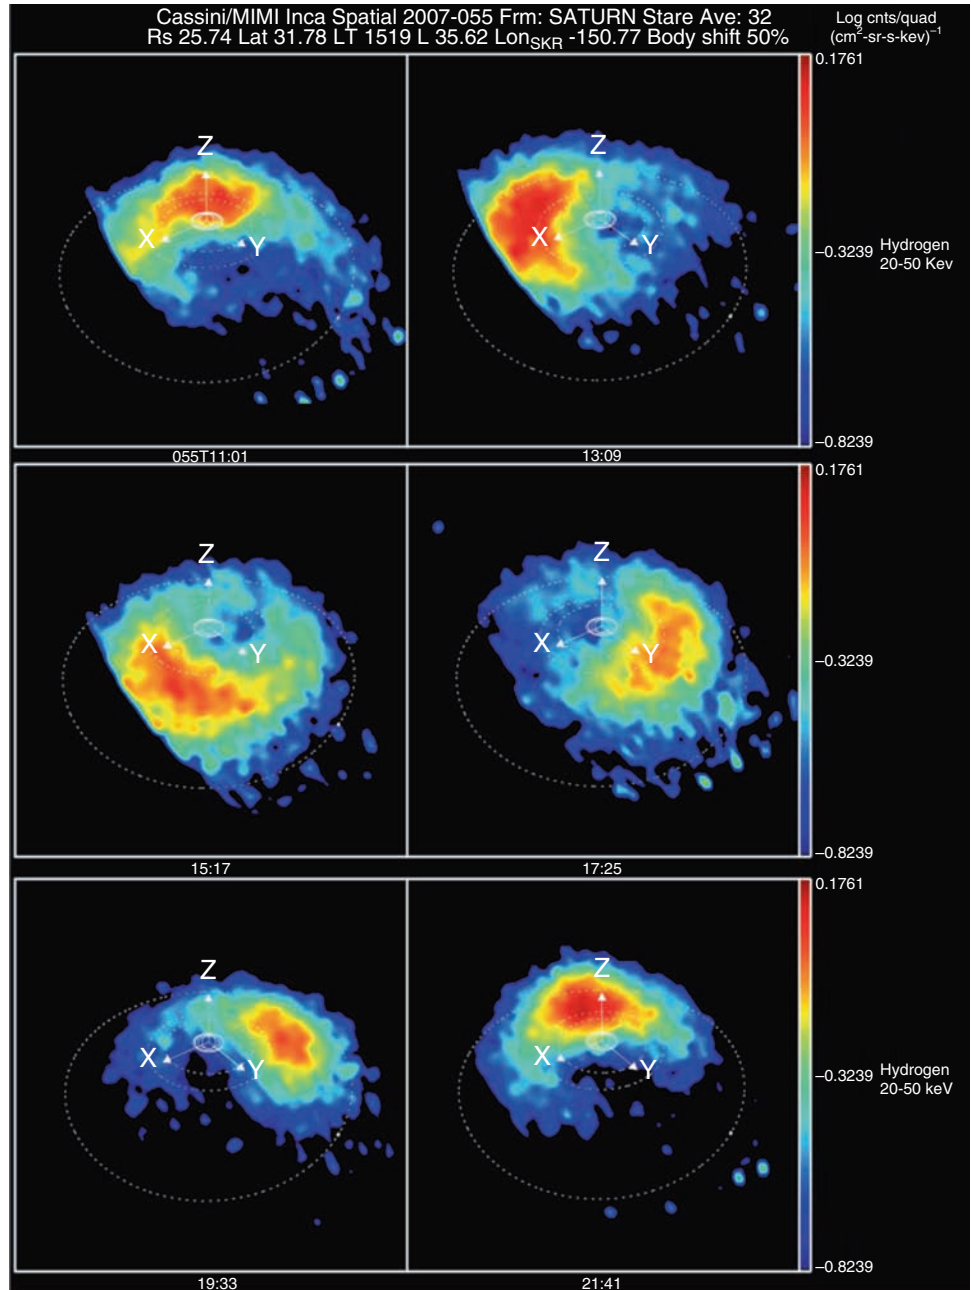 Cassini/MIMI Inca Spatial 2007-055 Frm: SATURN Stare Ave: 32
Rs 25.74 Lat 31.78 LT 1519 L 35.62 Lon_SKR -150.77 Body shift 50%
Log cnts/quad
(cm²-sr-s-kev)⁻¹
0.1761
Z
X
Y
Z
X
Y
−0.3239
Hydrogen
20-50 Kev
−0.8239
055T11:01
13:09
0.1761
Z
X
Y
Z
X
Y
−0.3239
−0.8239
15:17
17:25
0.1761
Z
X
Y
Z
X
Y
−0.3239
Hydrogen
20-50 keV
−0.8239
19:33
21:41